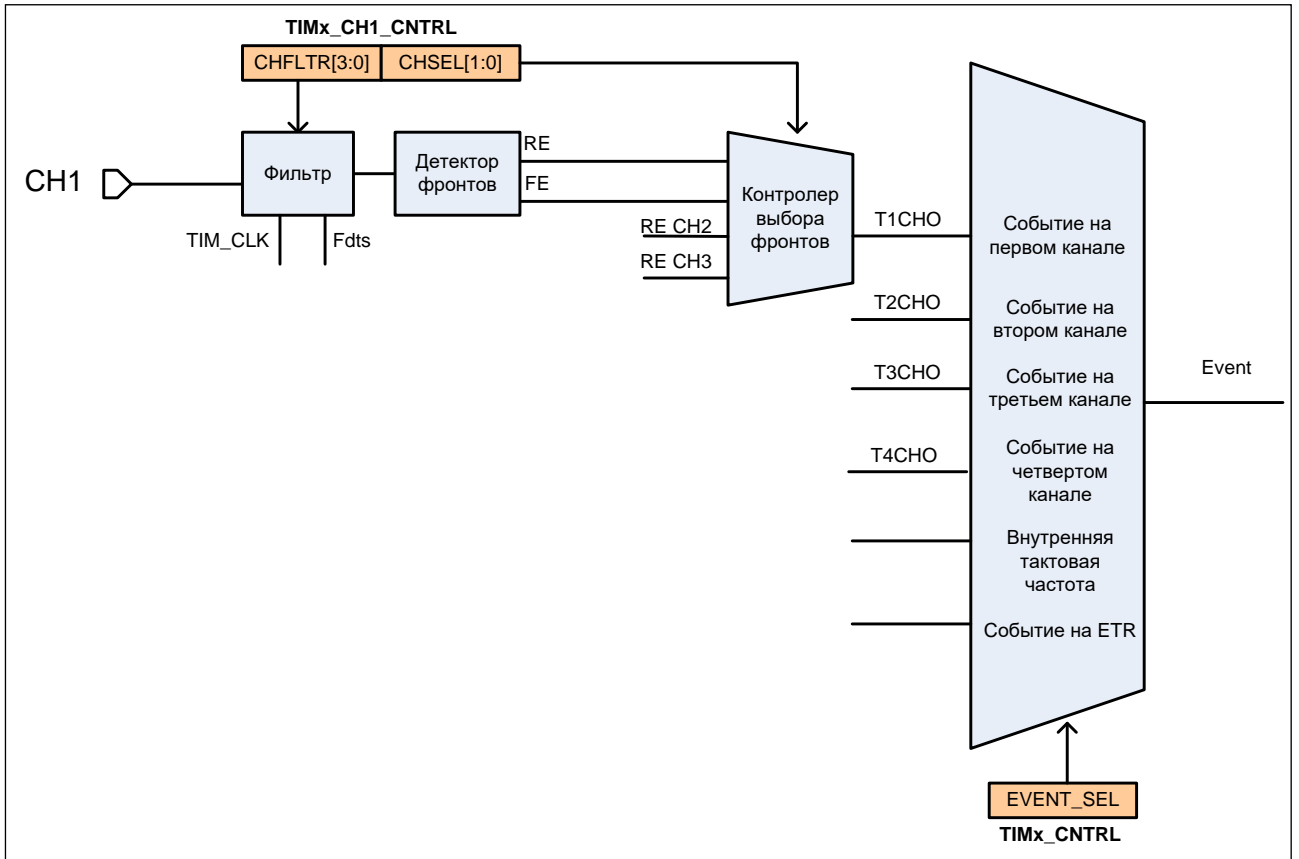 TIMx_CH1_CNTRL
CHFLTR[3:0] CHSEL[1:0]
CH1
Фильтр
TIM_CLK
Fdts
Детектор
фронтов
RE
FE
RE CH2
RE CH3
Контролер
выбора
фронтов
T1CHO
Событие на
первом канале
T2CHO
Событие на
втором канале
T3CHO
Событие на
третьем канале
T4CHO
Событие на
четвертом
канале
Внутренняя
тактовая
частота
Событие на ETR
Event
EVENT_SEL
TIMx_CNTRL